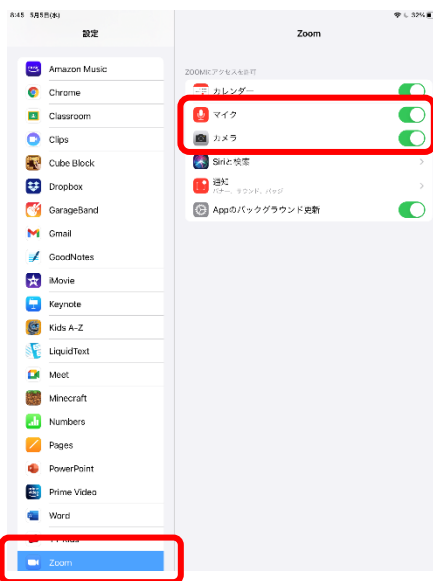 8:45 5月5日(水)
32%
設定
Amazon Music
Chrome
Classroom
Clips
Cube Block
Dropbox
GarageBand
Gmail
GoodNotes
iMovie
Keynote
Kids A-Z
LiquidText
Meet
Minecraft
Numbers
Pages
PowerPoint
Prime Video
Word
Zoom
Zoom
ZOOMにアクセスを許可
カレンダー
マイク
カメラ
Siriと検索
通知
バナー、サウンド、バッジ
Appのバックグラウンド更新